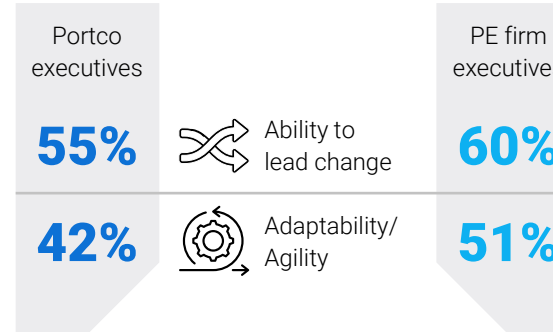 Portco
executives
PE firm
executive
55%
Ability to
lead change
60%
42%
Adaptability/
Agility
51%